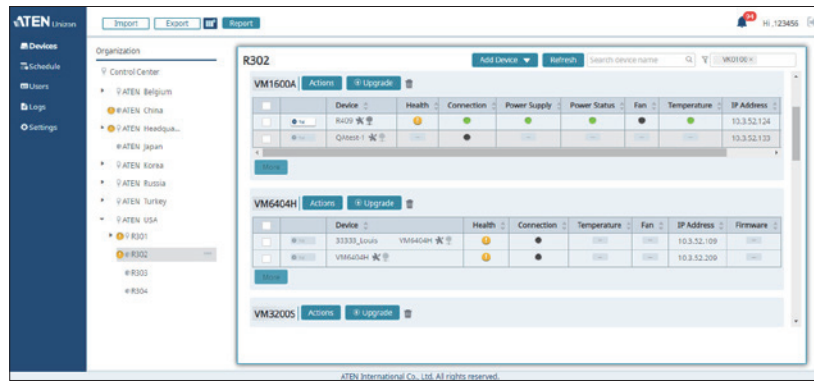 ATEN Unizon
Import Export Report
94 Hi ,123456
Devices
Schedule
Users
Logs
Settings
Organization
Control Center
ATEN Belgium
ATEN China
ATEN Headqua...
ATEN Japan
ATEN Korea
ATEN Russia
ATEN Turkey
ATEN USA
R301
R302 ...
R303
R304
R302
Add Device Refresh Search device name VK0100 ×
VM1600A Actions Upgrade
Device Health Connection Power Supply Power Status Fan Temperature IP Address
R409 10.3.52.124
QAtest-1 10.3.52.133
More
VM6404H Actions Upgrade
Device Health Connection Temperature Fan IP Address Firmware
33333_Louis VM6404H 10.3.52.109
VM6404H 10.3.52.209
More
VM3200S Actions Upgrade
ATEN International Co., Ltd. All rights reserved.